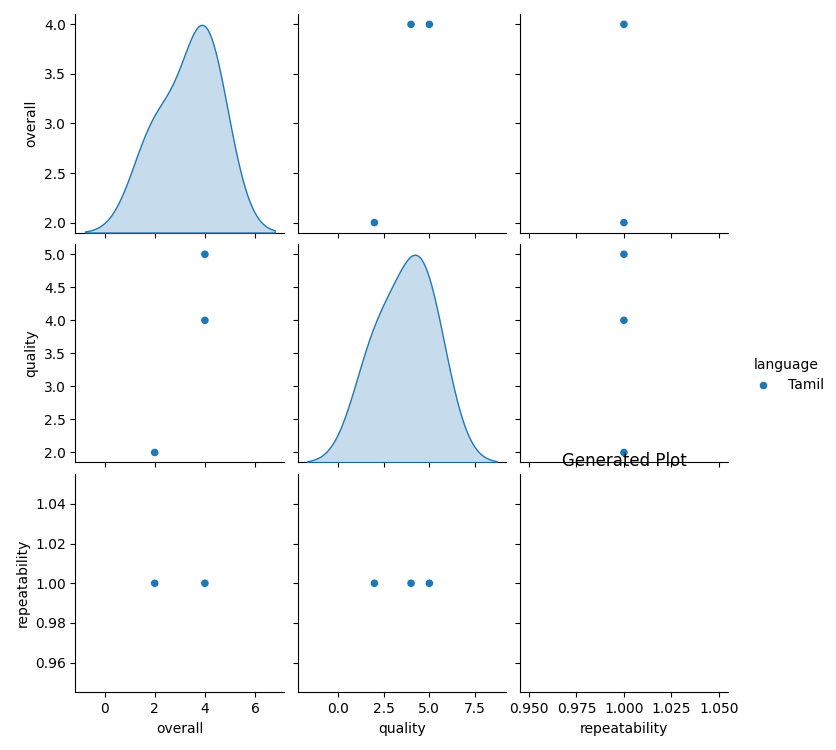 4.0
3.5
3.0
2.5
2.0
overall
5.0
4.5
4.0
3.5
3.0
2.5
2.0
quality
language
Tamil
Generated Plot
1.04
1.02
1.00
0.98
0.96
repeatability
0 2 4 6
overall
0.0 2.5 5.0 7.5
quality
0.950 0.975 1.000 1.025 1.050
repeatability